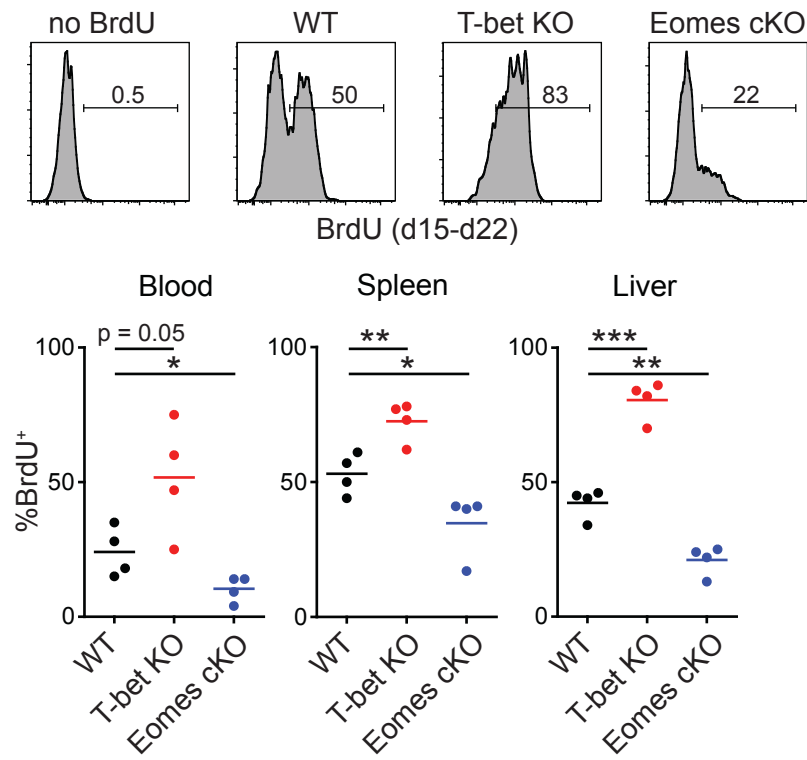 no BrdU WT T-bet KO Eomes cKO
0.5 50 83 22
BrdU (d15-d22)
Blood Spleen Liver
p = 0.05 ** ***
* * **
100 100 100
%BrdU⁺
50 50 50
0 0 0
WT T-bet KO Eomes cKO WT T-bet KO Eomes cKO WT T-bet KO Eomes cKO